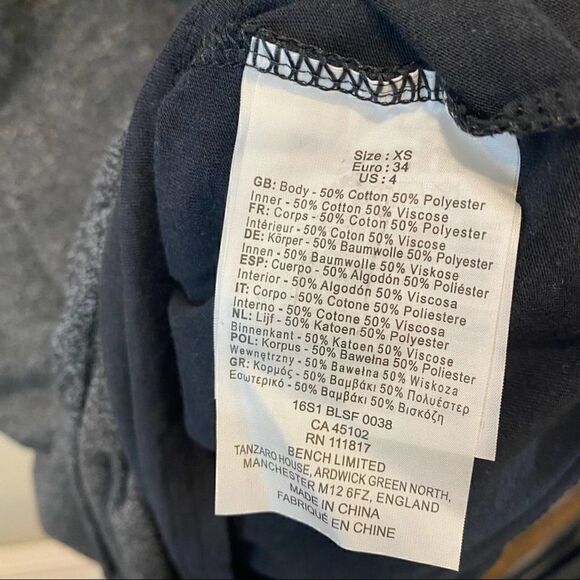 Size : XS
Euro : 34
US : 4
GB: Body - 50% Cotton 50% Polyester
Inner - 50% Cotton 50% Viscose
FR: Corps - 50% Coton 50% Polyester
Intérieur - 50% Coton 50% Viscose
DE: Körper - 50% Baumwolle 50% Polyester
Innen - 50% Baumwolle 50% Viskose
ESP: Cuerpo - 50% Algodón 50% Poliéster
Interior - 50% Algodón 50% Viscosa
IT: Corpo - 50% Cotone 50% Poliestere
Interno - 50% Cotone 50% Viscosa
NL: Lijf - 50% Katoen 50% Polyester
Binnenkant - 50% Katoen 50% Viscose
POL: Korpus - 50% Bawełna 50% Poliester
Wewnętrzny - 50% Bawełna 50% Wiskoza
GR: Κορμός - 50% Βαμβάκι 50% Πολυέστερ
Εσωτερικό - 50% Βαμβάκι 50% Βισκόζη
16S1 BLSF 0038
CA 45102
RN 111817
BENCH LIMITED
TANZARO HOUSE, ARDWICK GREEN NORTH,
MANCHESTER M12 6FZ, ENGLAND
MADE IN CHINA
FABRIQUÉ EN CHINE